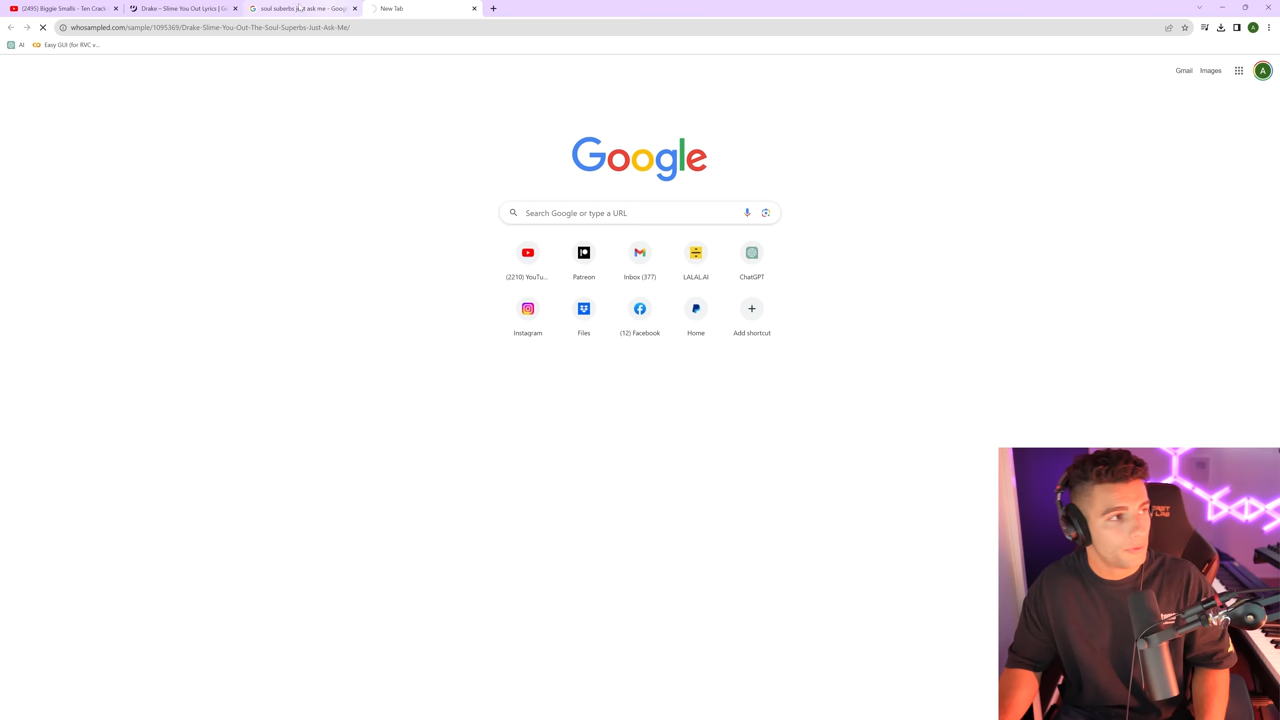 (2495) Biggie Smalls - Ten Crack
Drake – Slime You Out Lyrics | G
soul suberbs just ask me - Goog
New Tab
whosampled.com/sample/1095369/Drake-Slime-You-Out-The-Soul-Superbs-Just-Ask-Me/
A
AI
Easy GUI (for RVC v...
Gmail
Images
A
Google
Search Google or type a URL
(2210) YouTu...
Patreon
Inbox (377)
LALAL.AI
ChatGPT
Instagram
Files
(12) Facebook
Home
Add shortcut